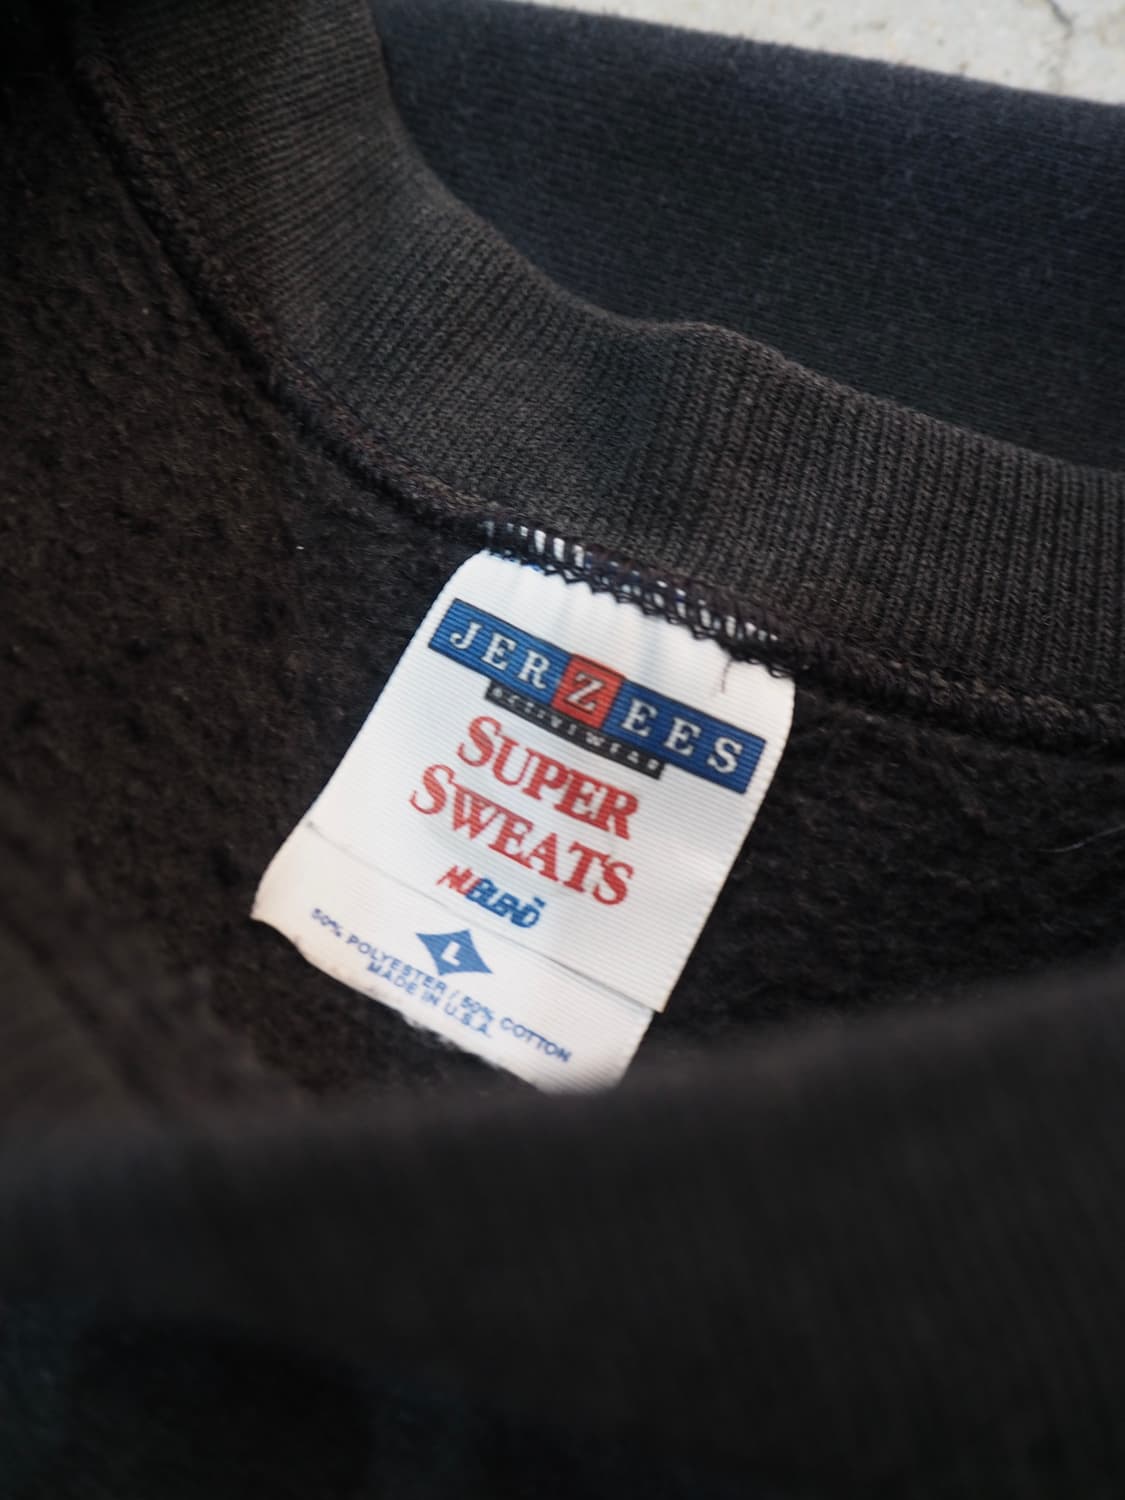 JERZEES
ACTIVEWEAR
SUPER
SWEATS
NUBLEND
L
50% POLYESTER / 50% COTTON
MADE IN U.S.A.